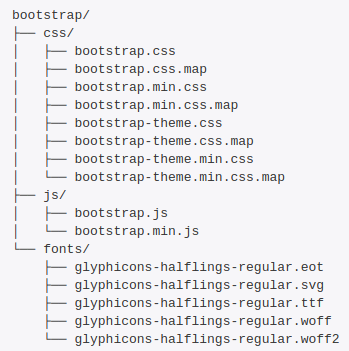 bootstrap/
├── css/
│   ├── bootstrap.css
│   ├── bootstrap.css.map
│   ├── bootstrap.min.css
│   ├── bootstrap.min.css.map
│   ├── bootstrap-theme.css
│   ├── bootstrap-theme.css.map
│   ├── bootstrap-theme.min.css
│   └── bootstrap-theme.min.css.map
├── js/
│   ├── bootstrap.js
│   └── bootstrap.min.js
└── fonts/
    ├── glyphicons-halflings-regular.eot
    ├── glyphicons-halflings-regular.svg
    ├── glyphicons-halflings-regular.ttf
    ├── glyphicons-halflings-regular.woff
    └── glyphicons-halflings-regular.woff2